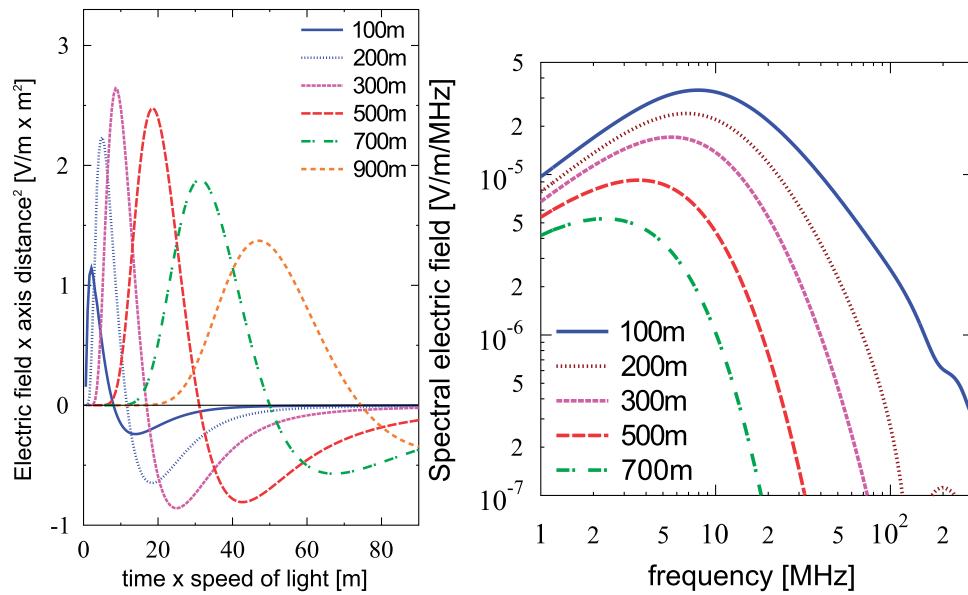 Electric field x axis distance² [V/m x m²]
3
2
1
0
-1
0
20
40
60
80
time x speed of light [m]
100m
200m
300m
500m
700m
900m
Spectral electric field [V/m/MHz]
5
2
10⁻⁵
5
2
10⁻⁶
5
2
10⁻⁷
1
2
5
10
2
5
10²
2
frequency [MHz]
100m
200m
300m
500m
700m